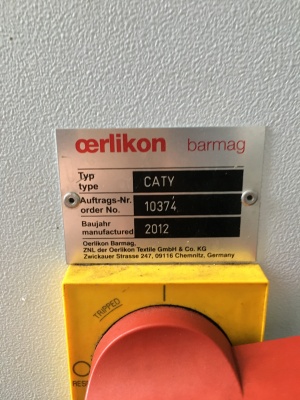 œrlikon barmag
Typ
type CATY
Auftrags-Nr.
order No. 10374
Baujahr
manufactured 2012
Oerlikon Barmag,
ZNL der Oerlikon Textile GmbH & Co. KG
Zwickauer Strasse 247, 09116 Chemnitz, Germany
TRIPPED
I
O